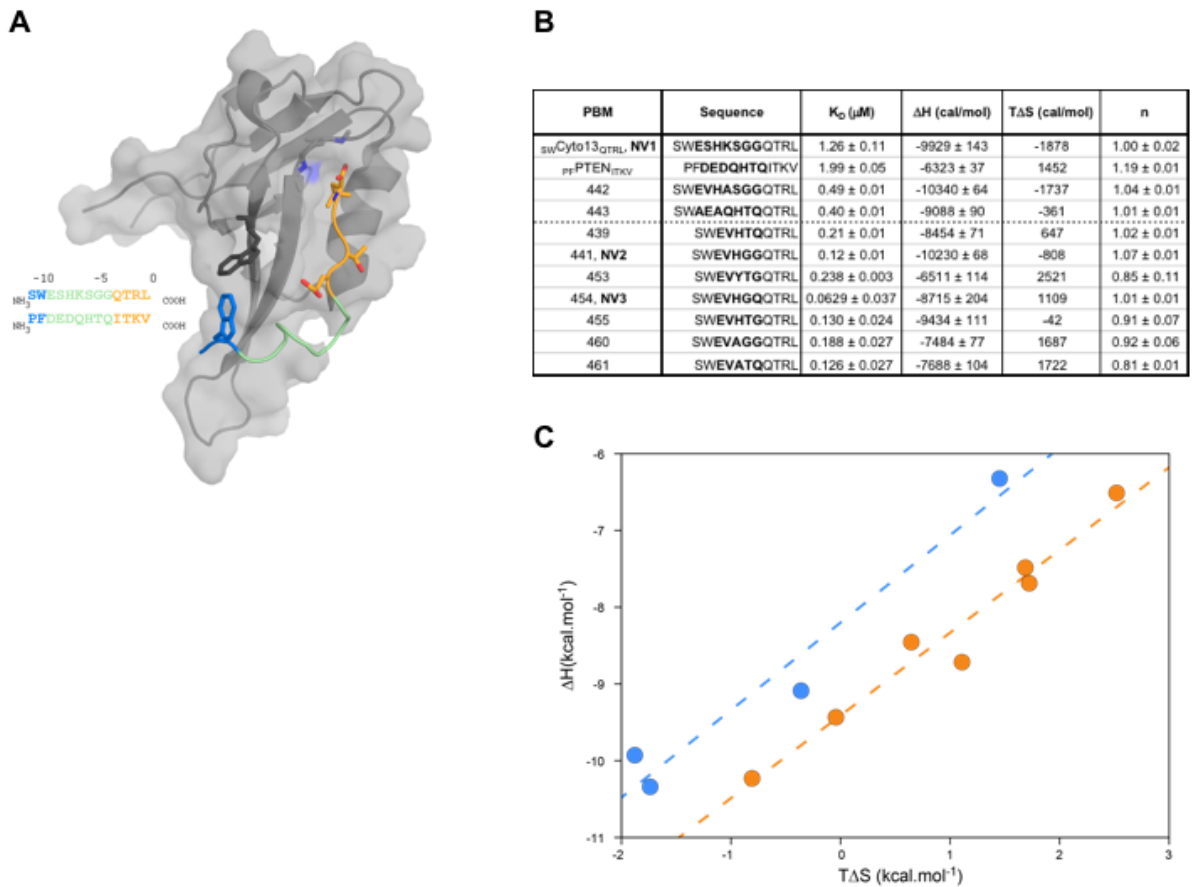 A
-10 -5 0
NH3 SWESHKSGGQTRL COOH
NH3 PFDEDQHTQITKV COOH
B
PBM Sequence KD (μM) ΔH (cal/mol) TΔS (cal/mol) n
SWCyto13QTRL, NV1 SWESHKSGGQTRL 1.26 ± 0.11 -9929 ± 143 -1878 1.00 ± 0.02
PFPTENITKV PFDEDQHTQITKV 1.99 ± 0.05 -6323 ± 37 1452 1.19 ± 0.01
442 SWEVHASGGQTRL 0.49 ± 0.01 -10340 ± 64 -1737 1.04 ± 0.01
443 SWAEAQHTQQTRL 0.40 ± 0.01 -9088 ± 90 -361 1.01 ± 0.01
439 SWEVHTQQTRL 0.21 ± 0.01 -8454 ± 71 647 1.02 ± 0.01
441, NV2 SWEVHGGQTRL 0.12 ± 0.01 -10230 ± 68 -808 1.07 ± 0.01
453 SWEVYTGQTRL 0.238 ± 0.003 -6511 ± 114 2521 0.85 ± 0.11
454, NV3 SWEVHGQQTRL 0.0629 ± 0.037 -8715 ± 204 1109 1.01 ± 0.01
455 SWEVHTGQTRL 0.130 ± 0.024 -9434 ± 111 -42 0.91 ± 0.07
460 SWEVAGGQTRL 0.188 ± 0.027 -7484 ± 77 1687 0.92 ± 0.06
461 SWEVATQQTRL 0.126 ± 0.027 -7688 ± 104 1722 0.81 ± 0.01
C
-6
-7
-8
-9
-10
-11
ΔH(kcal.mol-1)
-2 -1 0 1 2 3
TΔS (kcal.mol-1)